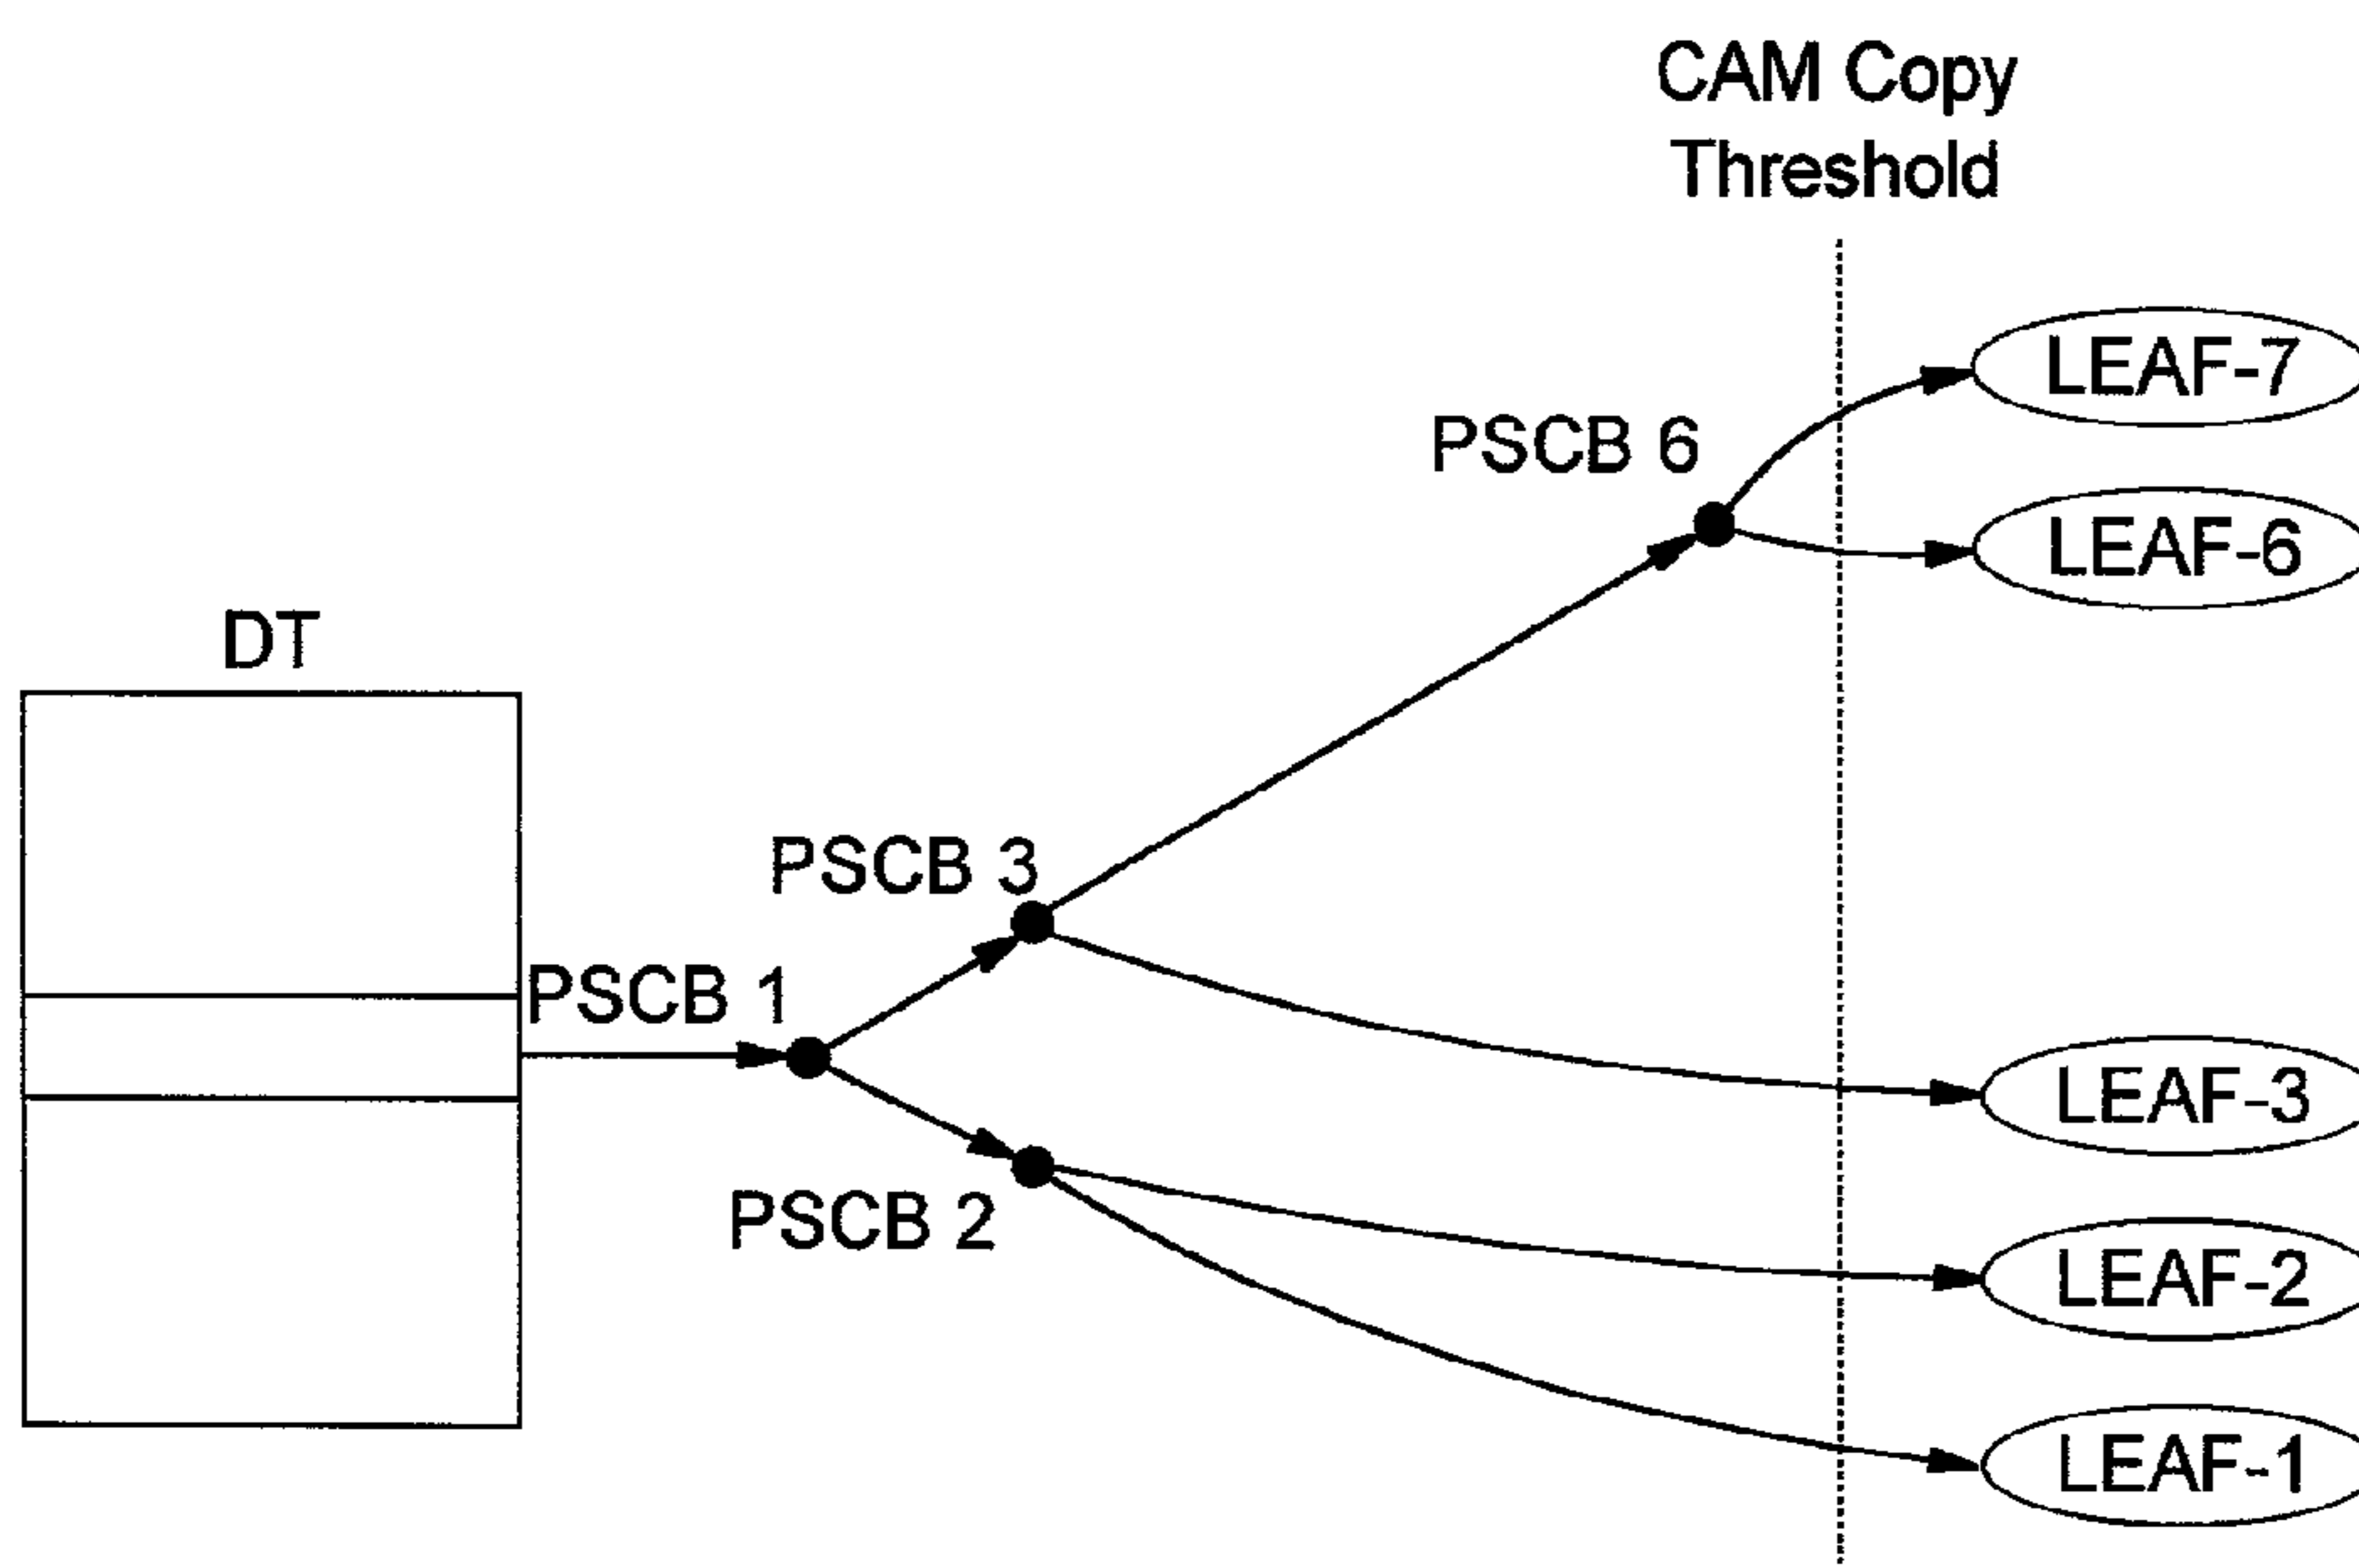 CAM Copy
Threshold
LEAF-7
PSCB 6
LEAF-6
DT
PSCB 3
PSCB 1
LEAF-3
PSCB 2
LEAF-2
LEAF-1